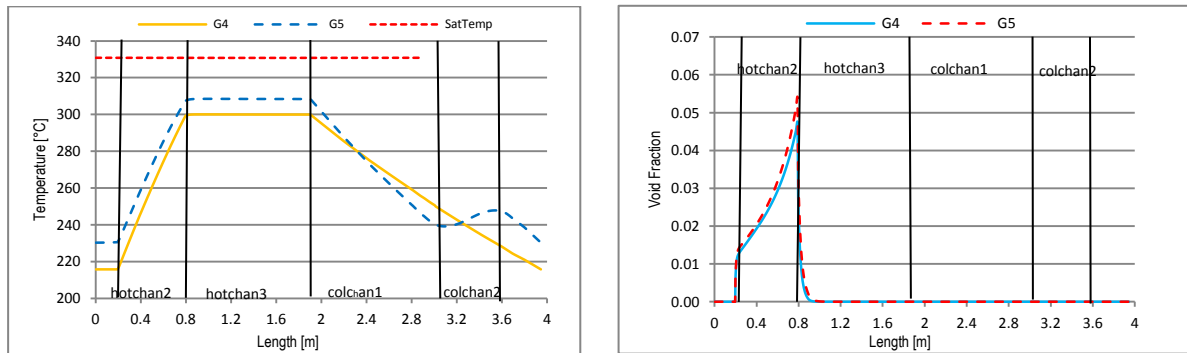 G4 G5 SatTemp
340
320
300
280
260
240
220
200
Temperature [°C]
hotchan2 hotchan3 colchan1 colchan2
0 0.4 0.8 1.2 1.6 2 2.4 2.8 3.2 3.6 4
Length [m]
G4 G5
0.07
0.06
0.05
0.04
0.03
0.02
0.01
0.00
Void Fraction
hotchan2 hotchan3 colchan1 colchan2
0 0.4 0.8 1.2 1.6 2 2.4 2.8 3.2 3.6 4
Length [m]